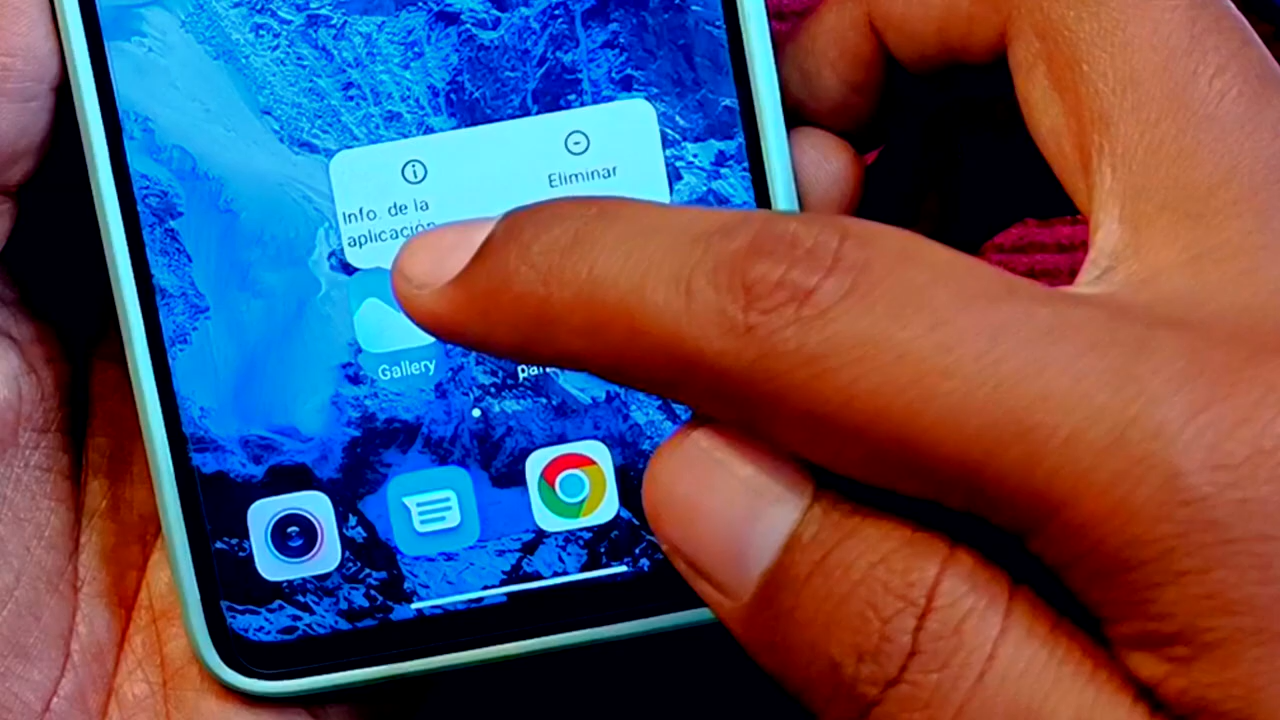 Eliminar
Info. de la
aplicación
Gallery